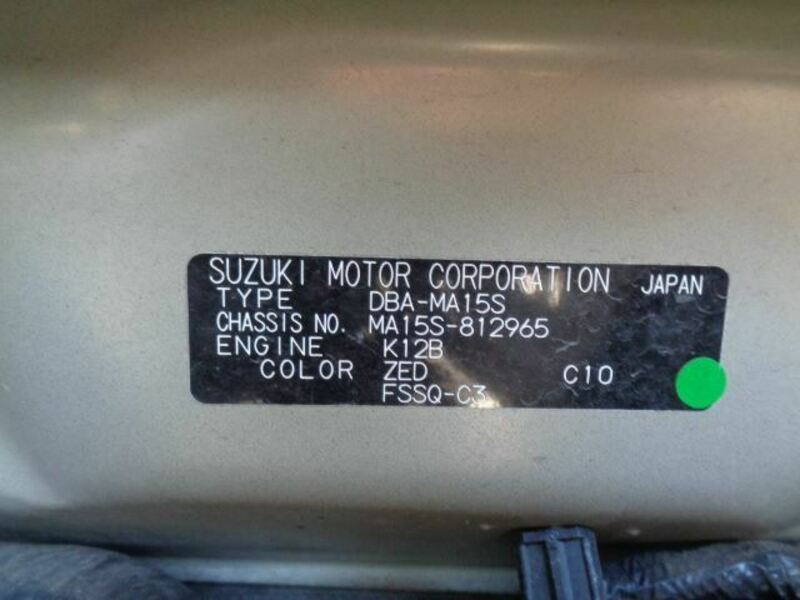 SUZUKI MOTOR CORPORATION JAPAN
TYPE DBA-MA15S
CHASSIS NO. MA15S-812965
ENGINE K12B
COLOR ZED C10
FSSQ-C3